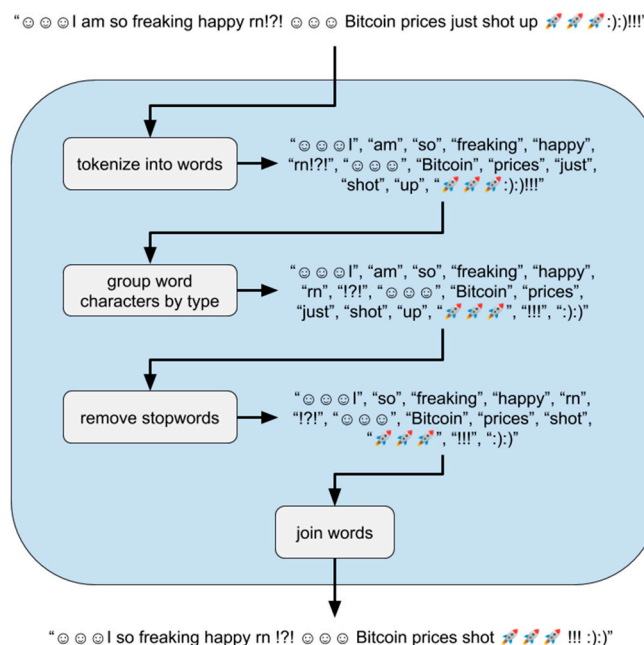 “☺☺☺I am so freaking happy rn!?! ☺☺☺ Bitcoin prices just shot up 🚀🚀🚀:):)!!!”
tokenize into words
“☺☺☺I”, “am”, “so”, “freaking”, “happy”,
“rn!?!”, “☺☺☺”, “Bitcoin”, “prices”, “just”,
“shot”, “up”, “🚀🚀🚀:):)!!!”
group word
characters by type
“☺☺☺I”, “am”, “so”, “freaking”, “happy”,
“rn”, “!?!”, “☺☺☺”, “Bitcoin”, “prices”,
“just”, “shot”, “up”, “🚀🚀🚀”, “!!!”, “:):)”
remove stopwords
“☺☺☺I”, “so”, “freaking”, “happy”, “rn”,
“!?!”, “☺☺☺”, “Bitcoin”, “prices”, “shot”,
“🚀🚀🚀”, “!!!”, “:):)”
join words
“☺☺☺I so freaking happy rn !?! ☺☺☺ Bitcoin prices shot 🚀🚀🚀 !!! :):)”